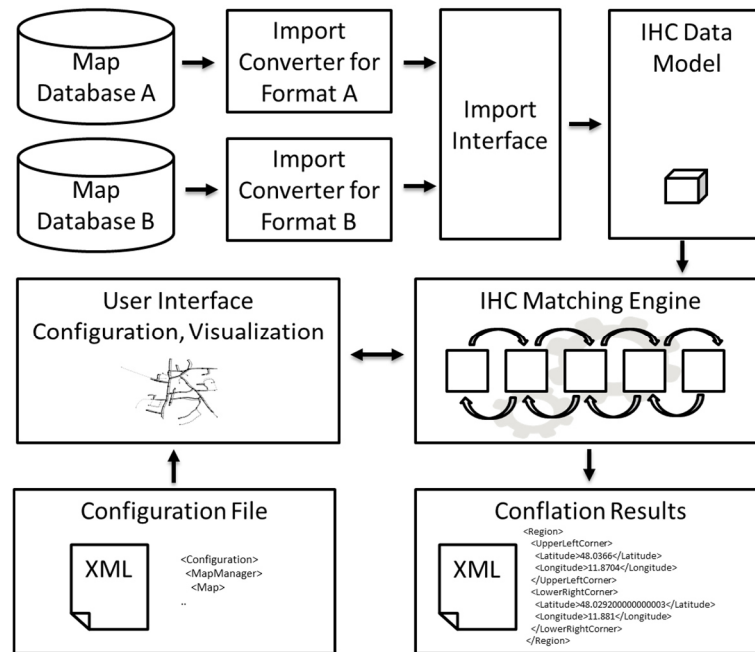 Map
Database A
Import
Converter for
Format A
Import
Interface
IHC Data
Model
Map
Database B
Import
Converter for
Format B
User Interface
Configuration, Visualization
IHC Matching Engine
Configuration File
XML
<Configuration>
<MapManager>
<Map>
..
Conflation Results
XML
<Region>
<UpperLeftCorner>
<Latitude>48.0366</Latitude>
<Longitude>11.8704</Longitude>
</UpperLeftCorner>
<LowerRightCorner>
<Latitude>48.029200000000003</Latitude>
<Longitude>11.881</Longitude>
</LowerRightCorner>
</Region>